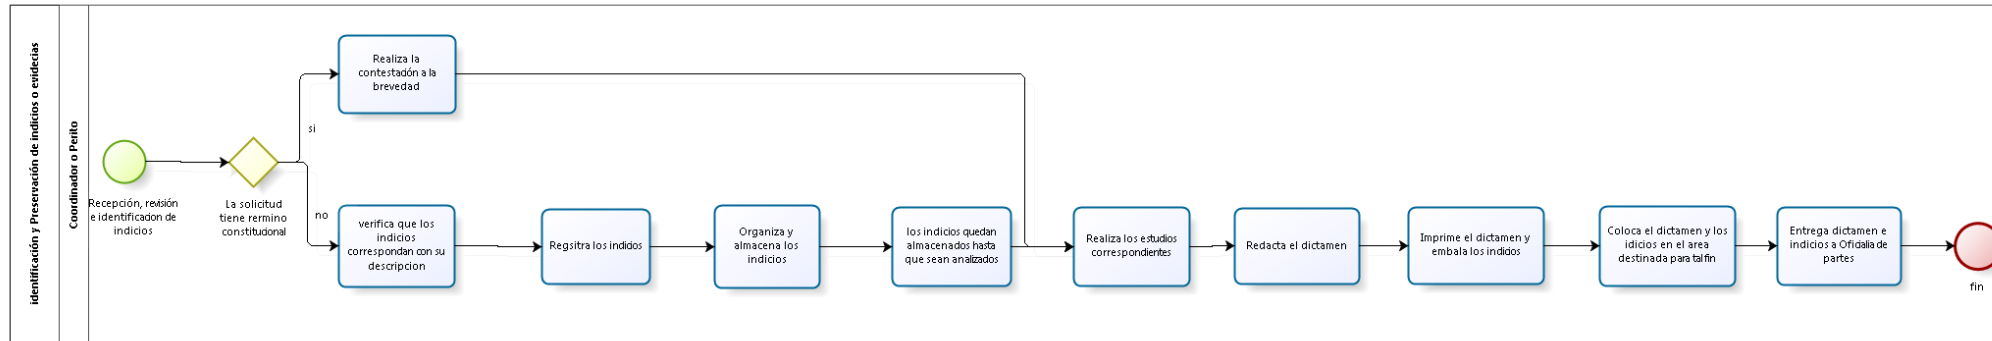 identificación y Preservación de indicios o evidecias
Coordinador o Perito
Recepción, revisión
e identificadon de
indicios
La solicitud
tiene rermino
constitucional
si
no
Realiza la
contestación a la
brevedad
verifica que los
indicios
correspondan con su
descripcion
Regsitra los indicios
Organiza y
almacena los
indicios
los indicios quedan
almacenados hasta
que sean analizados
Realiza los estudios
correspondientes
Redacta el dictamen
Imprime el dictamen y
embala los indicios
Coloca el dictamen y los
idicios en el area
destinada para tal fin
Entrega dictamen e
indicios a Oficialia de
partes
fin